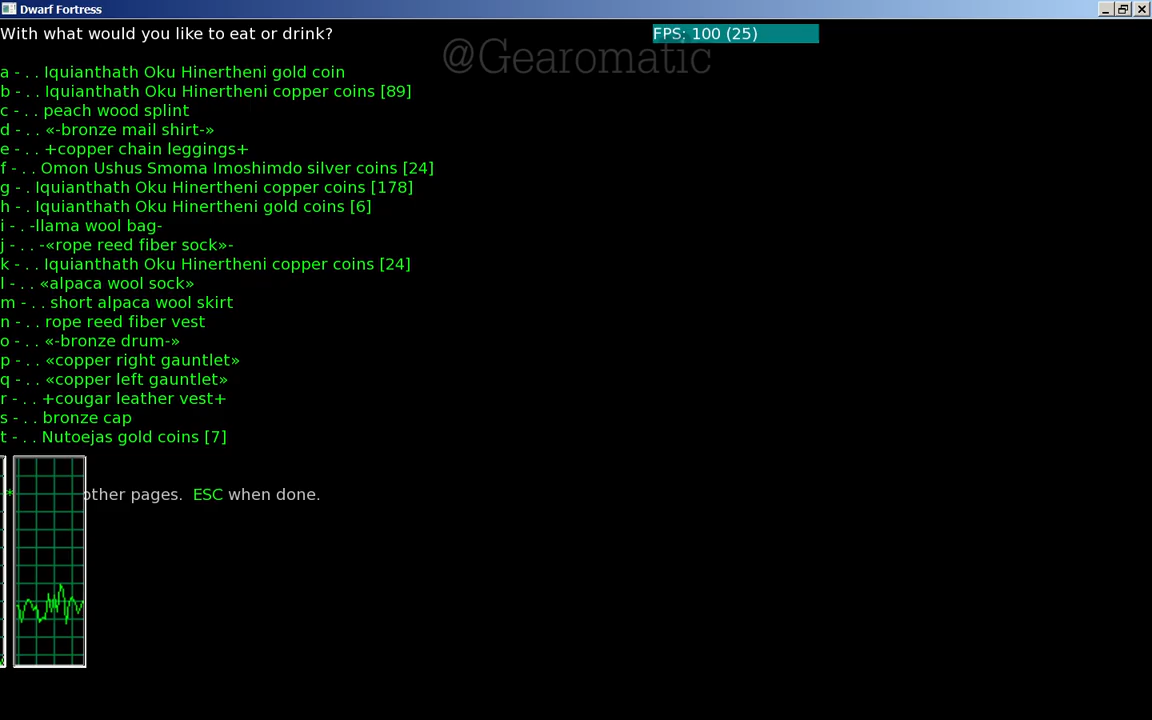 Dwarf Fortress
With what would you like to eat or drink?
FPS: 100 (25)
@Gearomatic
a - . . Iquianthath Oku Hinertheni gold coin
b - . . Iquianthath Oku Hinertheni copper coins [89]
c - . . peach wood splint
d - . . «-bronze mail shirt-»
e - . . +copper chain leggings+
f - . . Omon Ushus Smoma Imoshimdo silver coins [24]
g - . Iquianthath Oku Hinertheni copper coins [178]
h - . Iquianthath Oku Hinertheni gold coins [6]
i - . -llama wool bag-
j - . . -«rope reed fiber sock»-
k - . . Iquianthath Oku Hinertheni copper coins [24]
l - . . «alpaca wool sock»
m - . . short alpaca wool skirt
n - . . rope reed fiber vest
o - . . «-bronze drum-»
p - . . «copper right gauntlet»
q - . . «copper left gauntlet»
r - . . +cougar leather vest+
s - . . bronze cap
t - . . Nutoejas gold coins [7]
other pages. ESC when done.